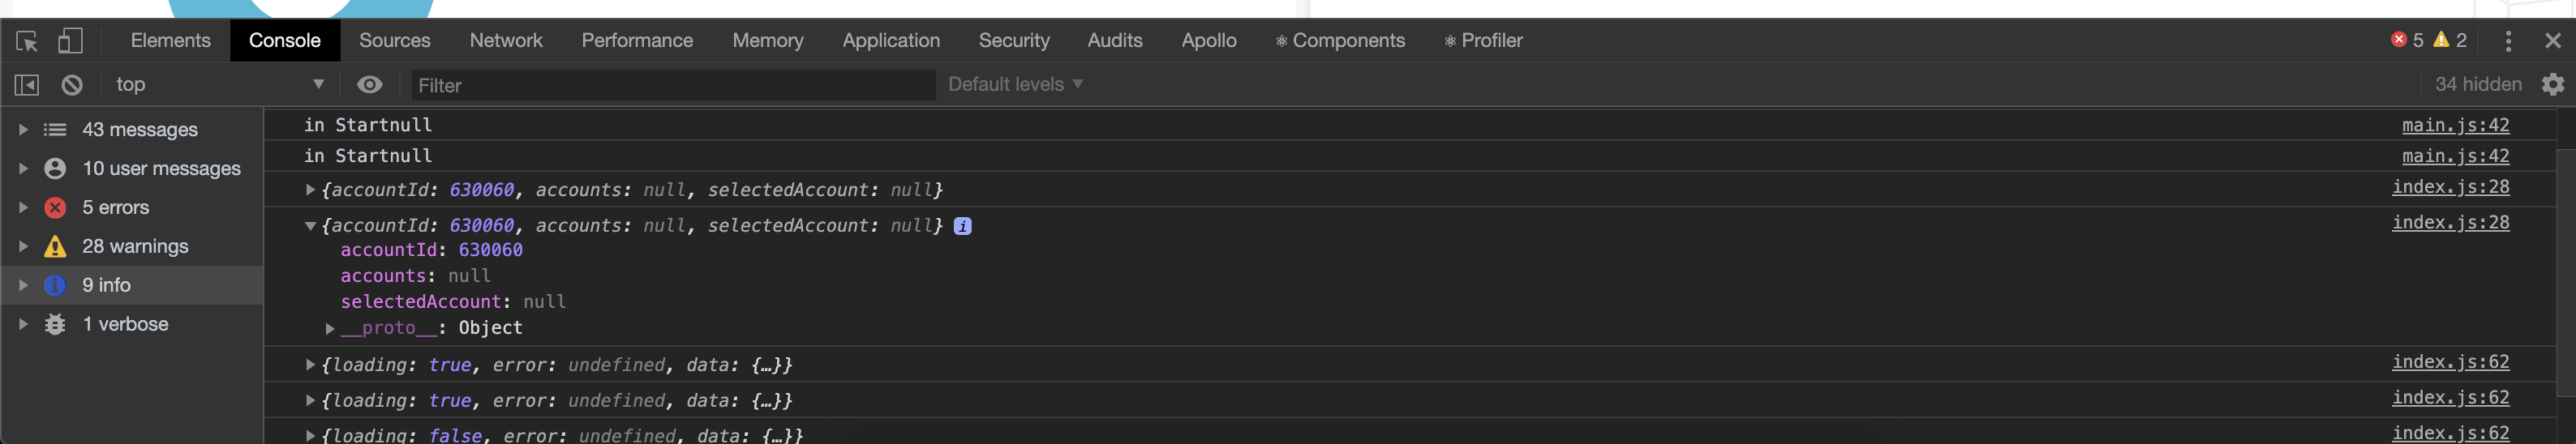 Elements Console Sources Network Performance Memory Application Security Audits Apollo ⚛ Components ⚛ Profiler 5 2
top Filter Default levels 34 hidden
43 messages
10 user messages
5 errors
28 warnings
9 info
1 verbose
in Startnull main.js:42
in Startnull main.js:42
{accountId: 630060, accounts: null, selectedAccount: null} index.js:28
{accountId: 630060, accounts: null, selectedAccount: null} i index.js:28
accountId: 630060
accounts: null
selectedAccount: null
__proto__: Object
{loading: true, error: undefined, data: {…}} index.js:62
{loading: true, error: undefined, data: {…}} index.js:62
{loading: false, error: undefined, data: {…}} index.js:62